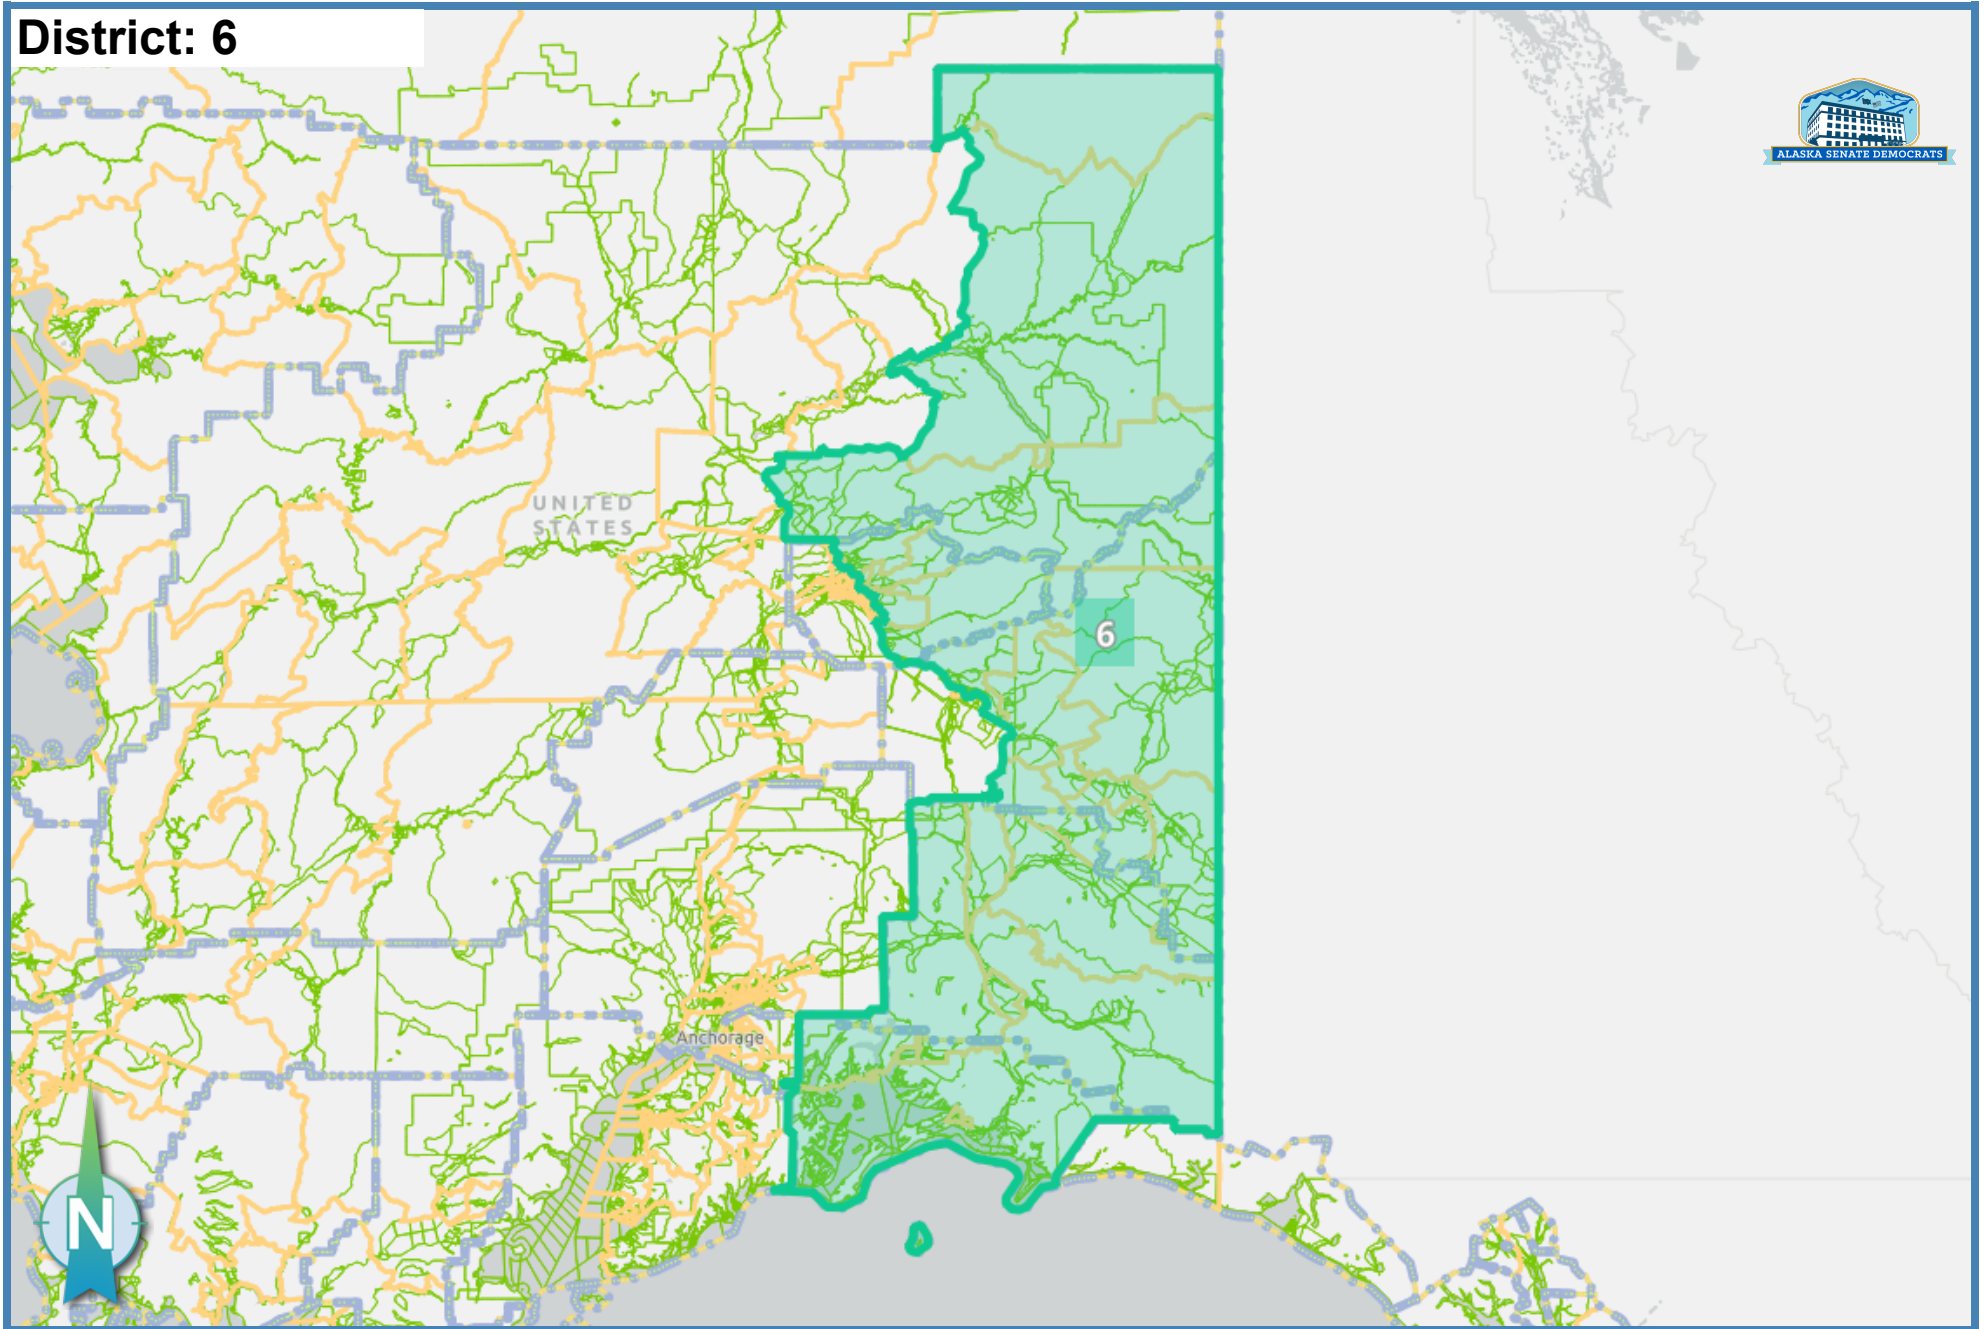 District: 6
ALASKA SENATE DEMOCRATS
UNITED
STATES
6
Anchorage
N